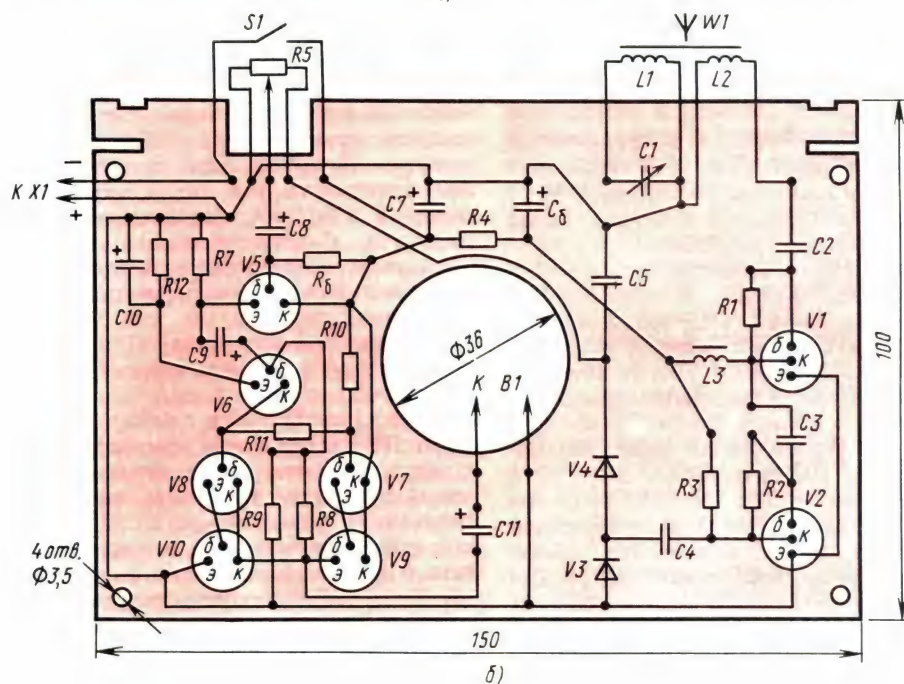 S1
R5
W1
L1
L2
C1
−
К X1
+
C7
Cδ
R4
C8
C2
V5
Rδ
C5
R7
R12
C10
б
Э
К
R1
V1
б
К
Э
C9
R10
Ф36
L3
б
Э
К
V6
К B1
C3
R11
V8
б
Э
К
б
Э
К
V7
V4
R3
R2
V2
R9
R8
C11
б
К
Э
C4
V10
б
Э
К
б
Э
К
V9
V3
4 отв.
Ф3,5
100
150
б)